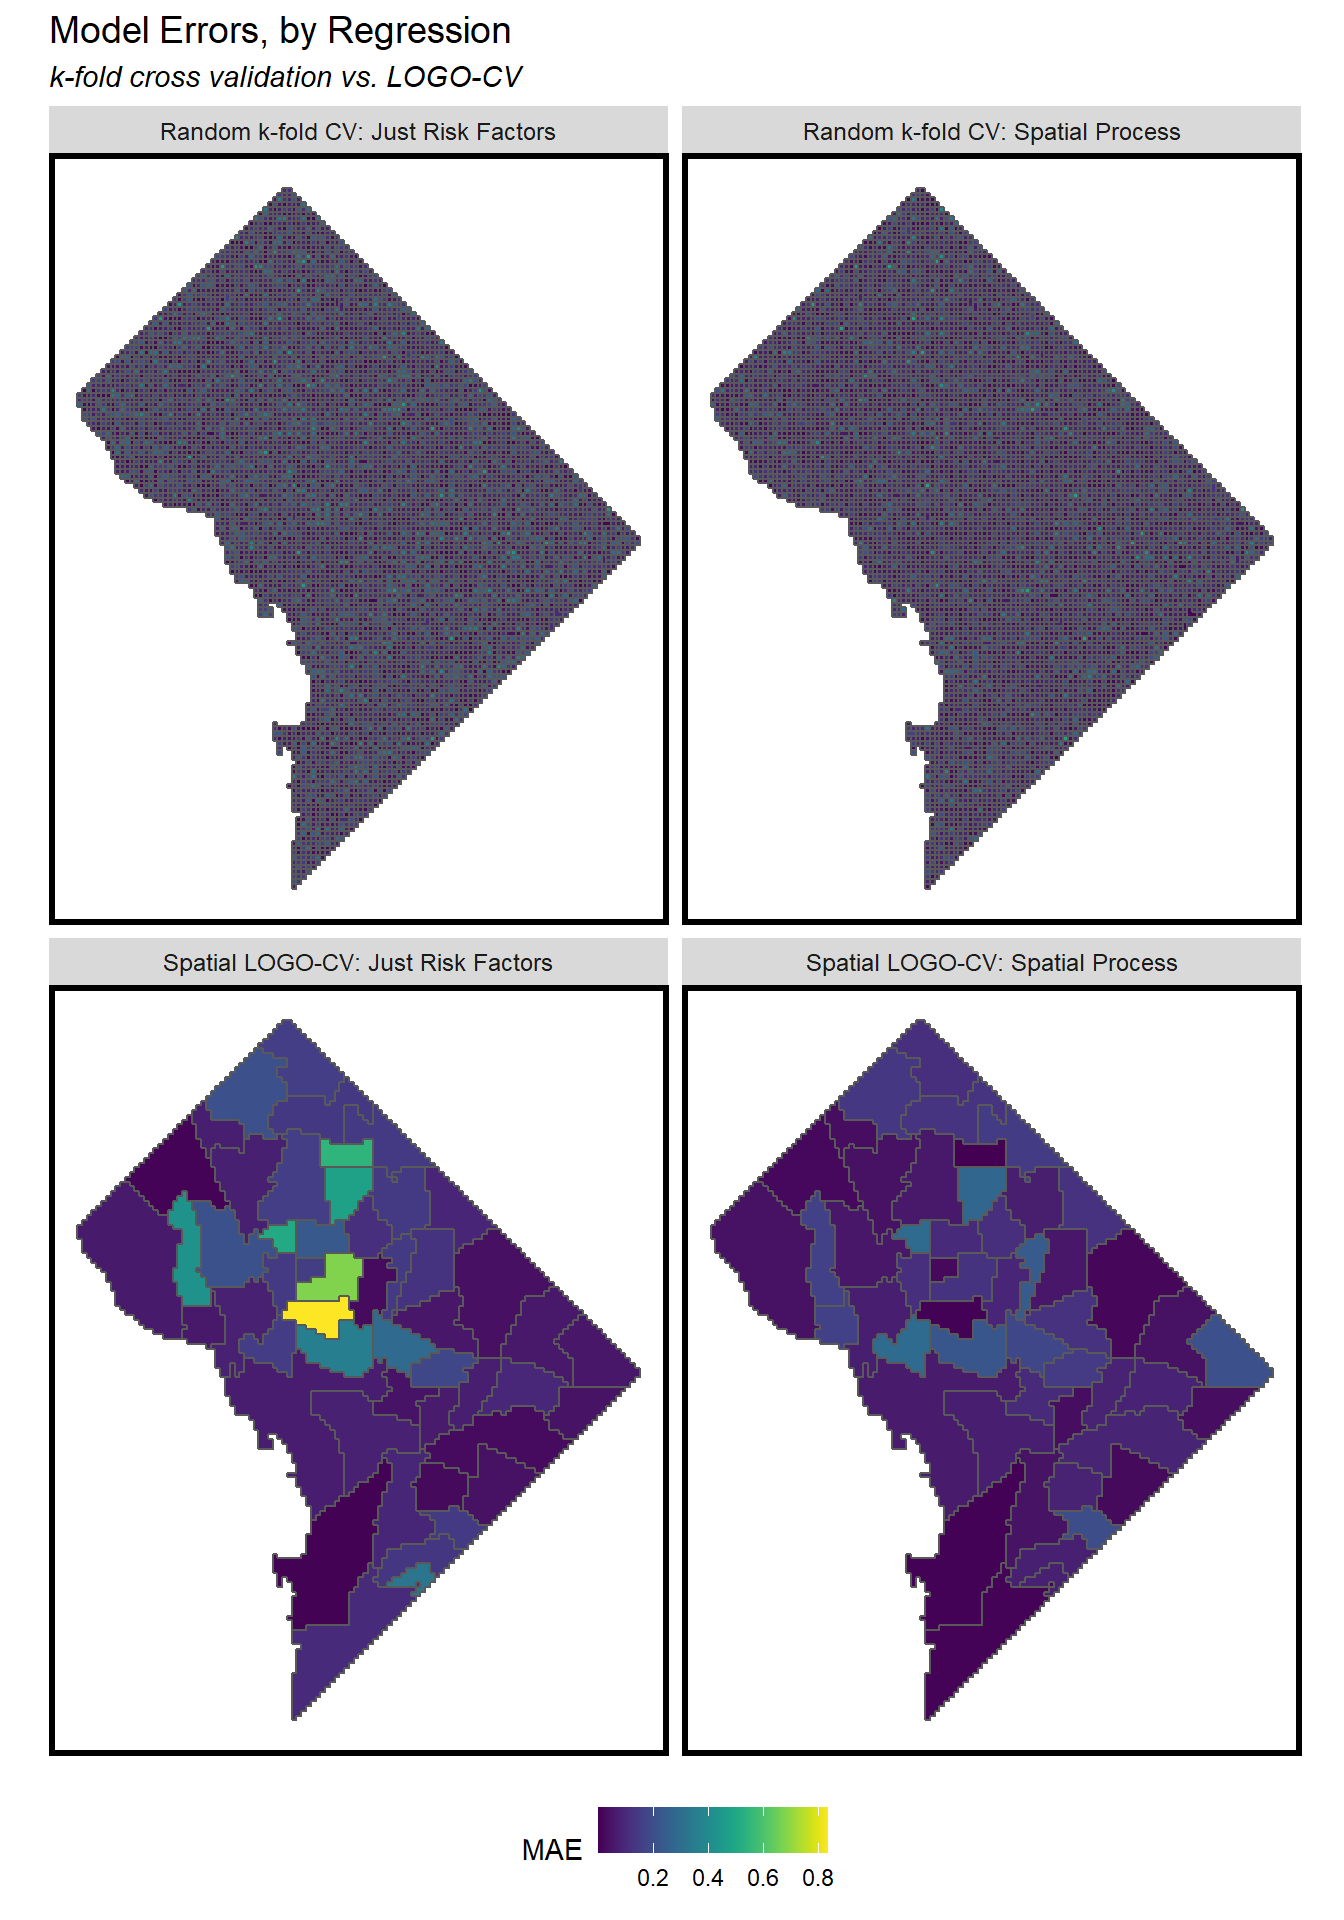 Model Errors, by Regression
k-fold cross validation vs. LOGO-CV
Random k-fold CV: Just Risk Factors
Random k-fold CV: Spatial Process
Spatial LOGO-CV: Just Risk Factors
Spatial LOGO-CV: Spatial Process
MAE
0.2 0.4 0.6 0.8